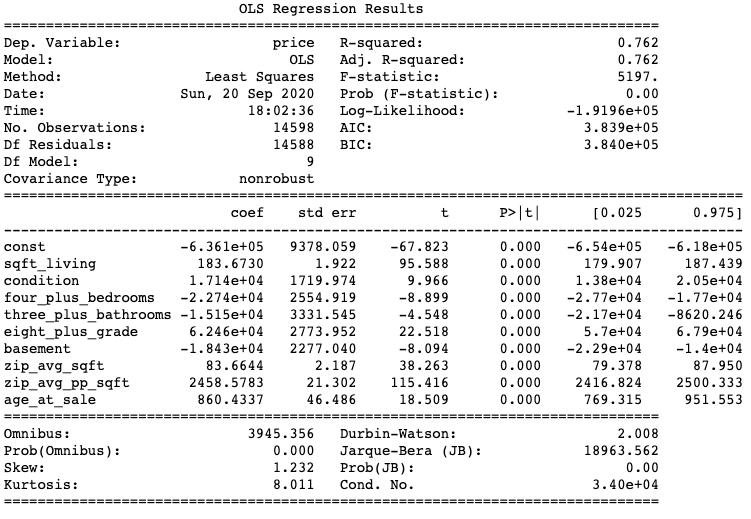 OLS Regression Results
==============================================================================
Dep. Variable: price R-squared: 0.762
Model: OLS Adj. R-squared: 0.762
Method: Least Squares F-statistic: 5197.
Date: Sun, 20 Sep 2020 Prob (F-statistic): 0.00
Time: 18:02:36 Log-Likelihood: -1.9196e+05
No. Observations: 14598 AIC: 3.839e+05
Df Residuals: 14588 BIC: 3.840e+05
Df Model: 9
Covariance Type: nonrobust
========================================================================================
coef std err t P>|t| [0.025 0.975]
----------------------------------------------------------------------------------------
const -6.361e+05 9378.059 -67.823 0.000 -6.54e+05 -6.18e+05
sqft_living 183.6730 1.922 95.588 0.000 179.907 187.439
condition 1.714e+04 1719.974 9.966 0.000 1.38e+04 2.05e+04
four_plus_bedrooms -2.274e+04 2554.919 -8.899 0.000 -2.77e+04 -1.77e+04
three_plus_bathrooms -1.515e+04 3331.545 -4.548 0.000 -2.17e+04 -8620.246
eight_plus_grade 6.246e+04 2773.952 22.518 0.000 5.7e+04 6.79e+04
basement -1.843e+04 2277.040 -8.094 0.000 -2.29e+04 -1.4e+04
zip_avg_sqft 83.6644 2.187 38.263 0.000 79.378 87.950
zip_avg_pp_sqft 2458.5783 21.302 115.416 0.000 2416.824 2500.333
age_at_sale 860.4337 46.486 18.509 0.000 769.315 951.553
==============================================================================
Omnibus: 3945.356 Durbin-Watson: 2.008
Prob(Omnibus): 0.000 Jarque-Bera (JB): 18963.562
Skew: 1.232 Prob(JB): 0.00
Kurtosis: 8.011 Cond. No. 3.40e+04
==============================================================================